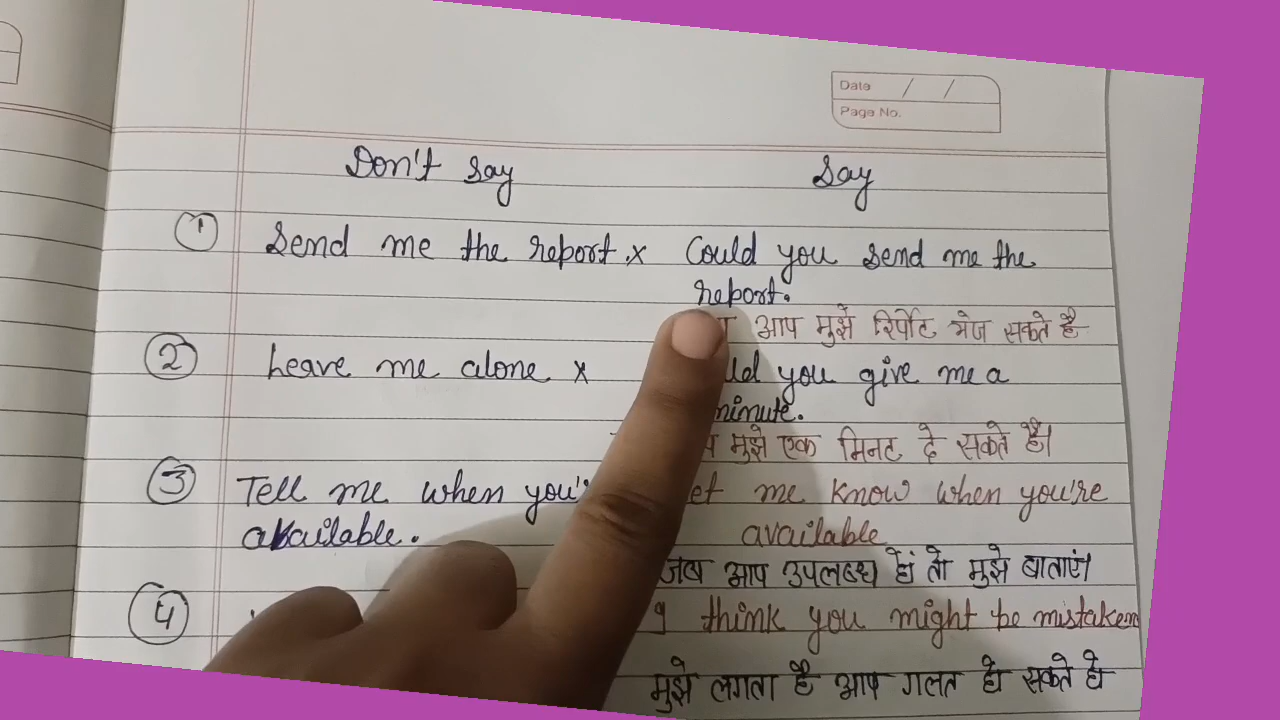 Date / /
Page No.
Don't say Say
1 Send me the report. x Could you send me the
report.
आप मुझे रिर्पोट भेज सकते है
2 Leave me alone x you give me a
minute.
मुझे एक मिनट दे सकते है।
3 Tell me when me know when you're
available. available
जब आप उपलब्ध हों तो मुझे बाताएं।
4 I think you might be mistaken
मुझे लगता है आप गलत हो सकते हो